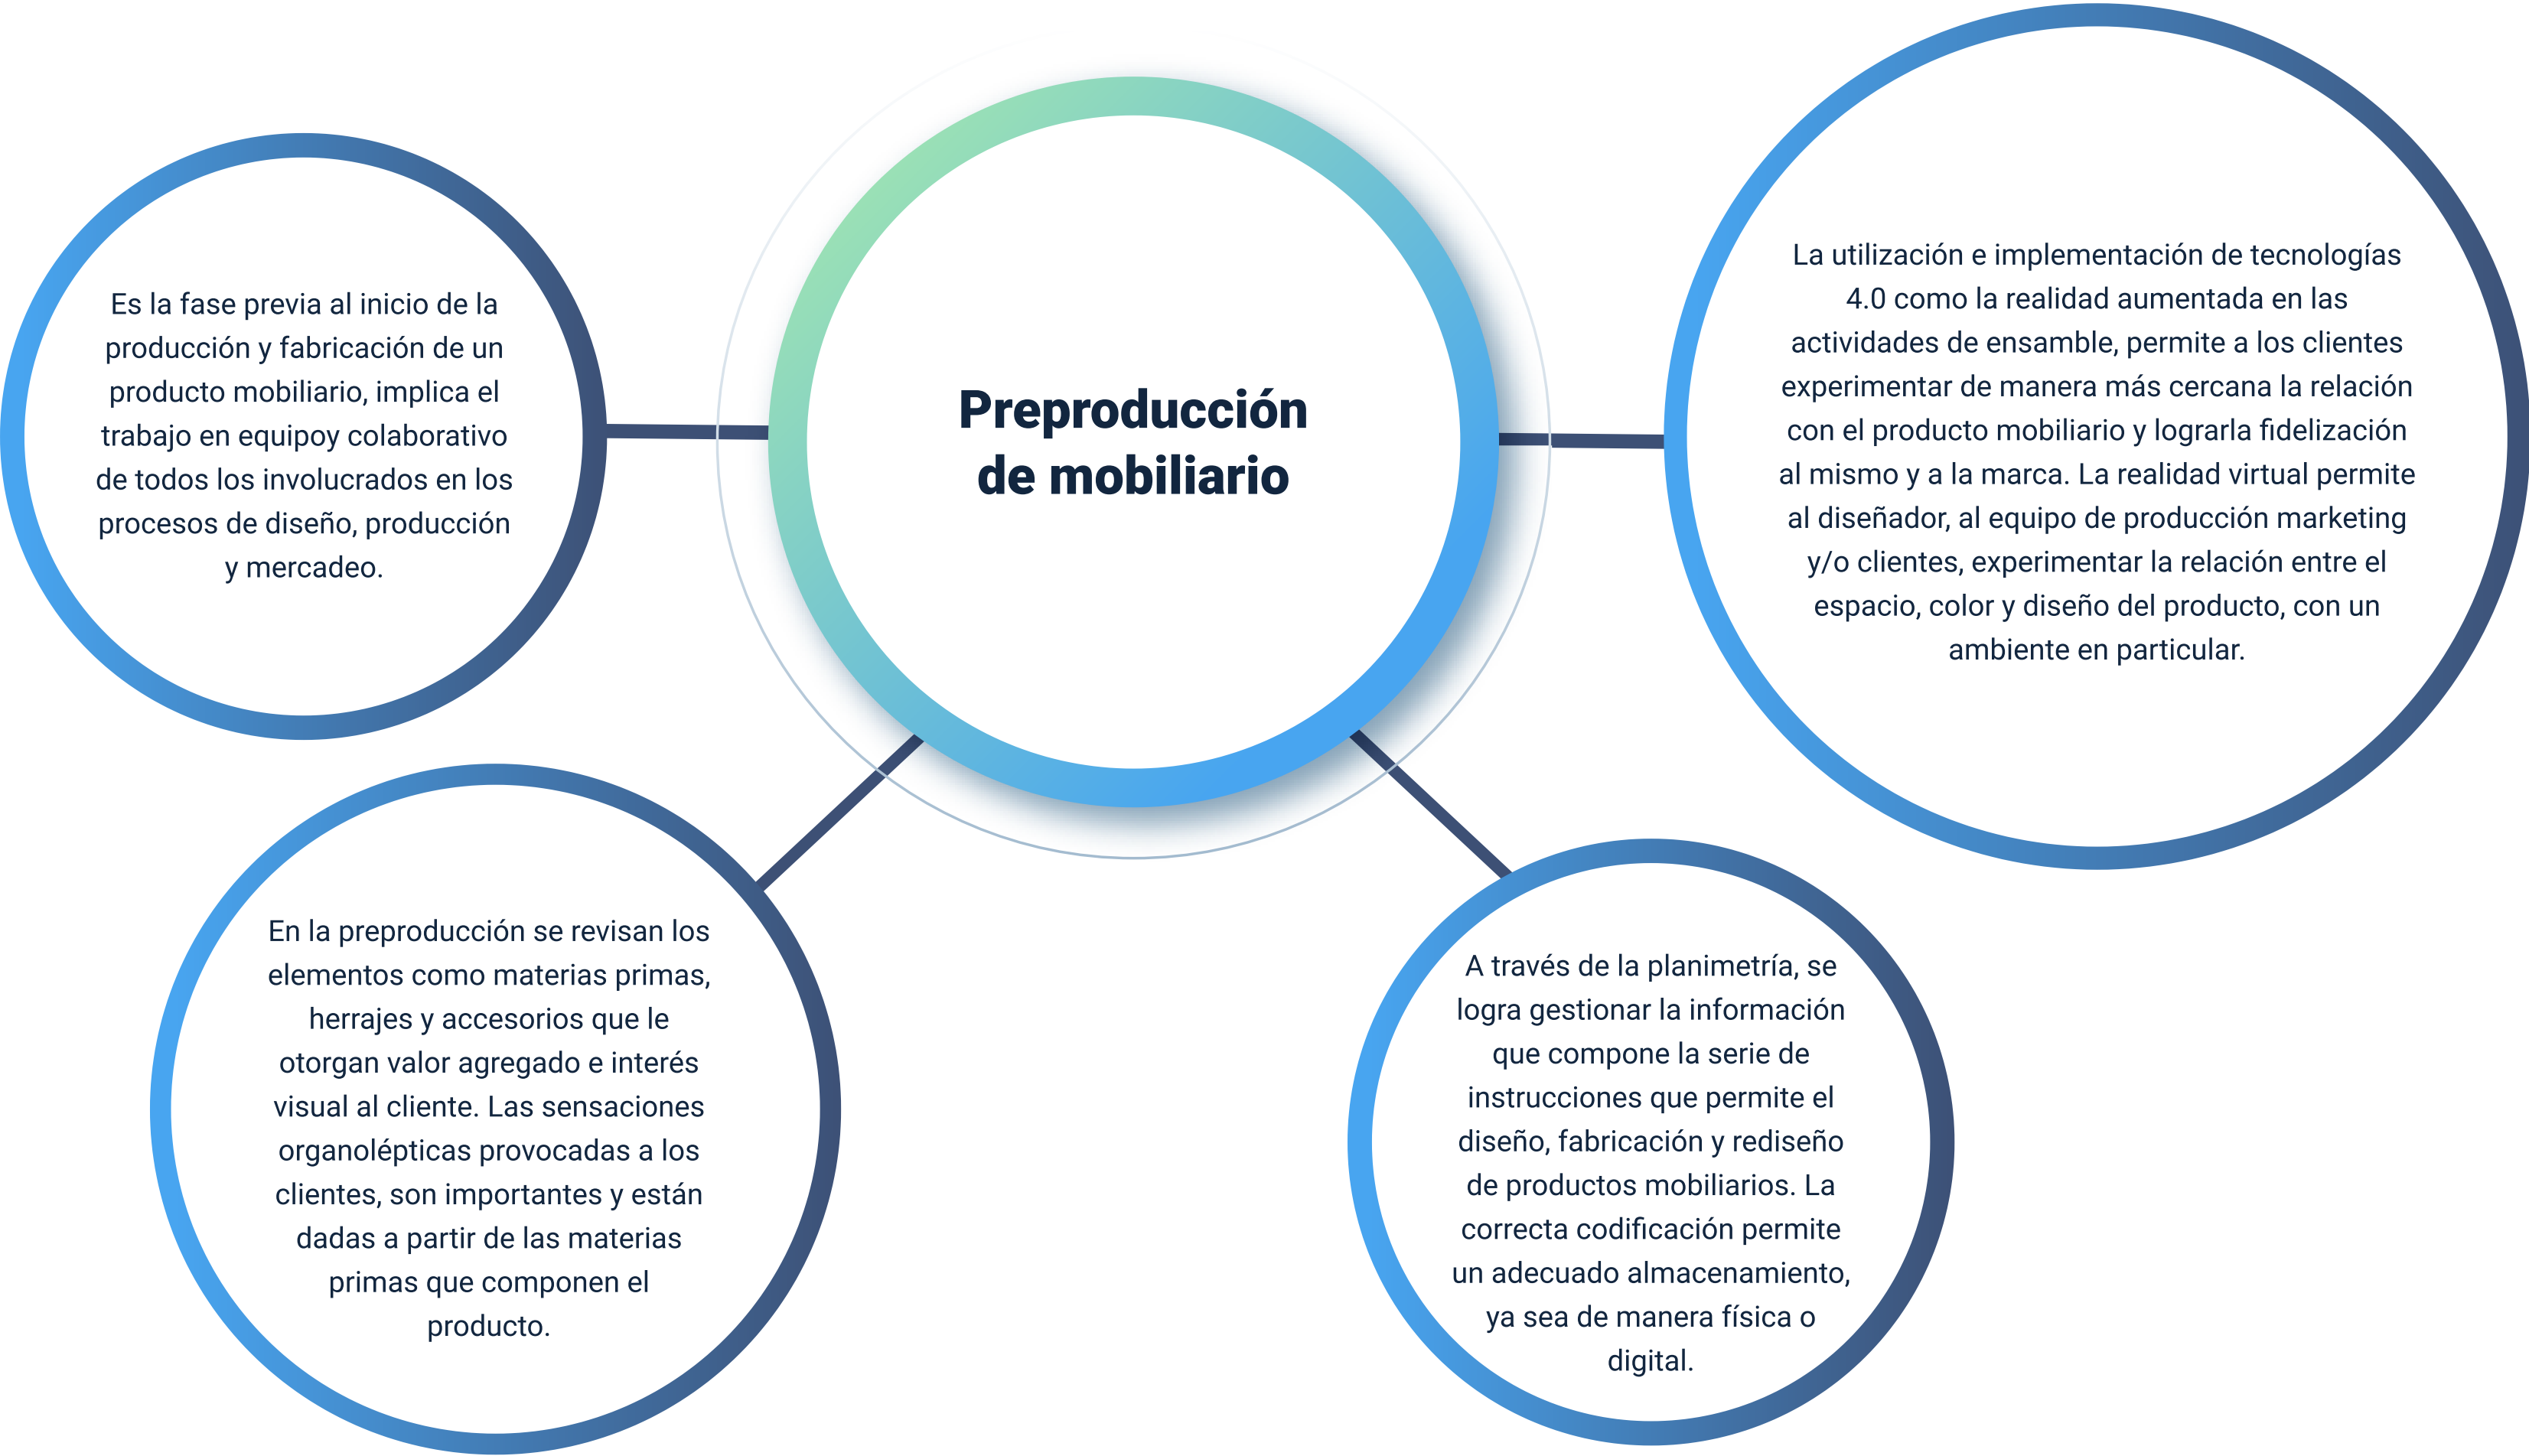 Preproducción
de mobiliario
Es la fase previa al inicio de la
producción y fabricación de un
producto mobiliario, implica el
trabajo en equipoy colaborativo
de todos los involucrados en los
procesos de diseño, producción
y mercadeo.
La utilización e implementación de tecnologías
4.0 como la realidad aumentada en las
actividades de ensamble, permite a los clientes
experimentar de manera más cercana la relación
con el producto mobiliario y lograrla fidelización
al mismo y a la marca. La realidad virtual permite
al diseñador, al equipo de producción marketing
y/o clientes, experimentar la relación entre el
espacio, color y diseño del producto, con un
ambiente en particular.
En la preproducción se revisan los
elementos como materias primas,
herrajes y accesorios que le
otorgan valor agregado e interés
visual al cliente. Las sensaciones
organolépticas provocadas a los
clientes, son importantes y están
dadas a partir de las materias
primas que componen el
producto.
A través de la planimetría, se
logra gestionar la información
que compone la serie de
instrucciones que permite el
diseño, fabricación y rediseño
de productos mobiliarios. La
correcta codificación permite
un adecuado almacenamiento,
ya sea de manera física o
digital.